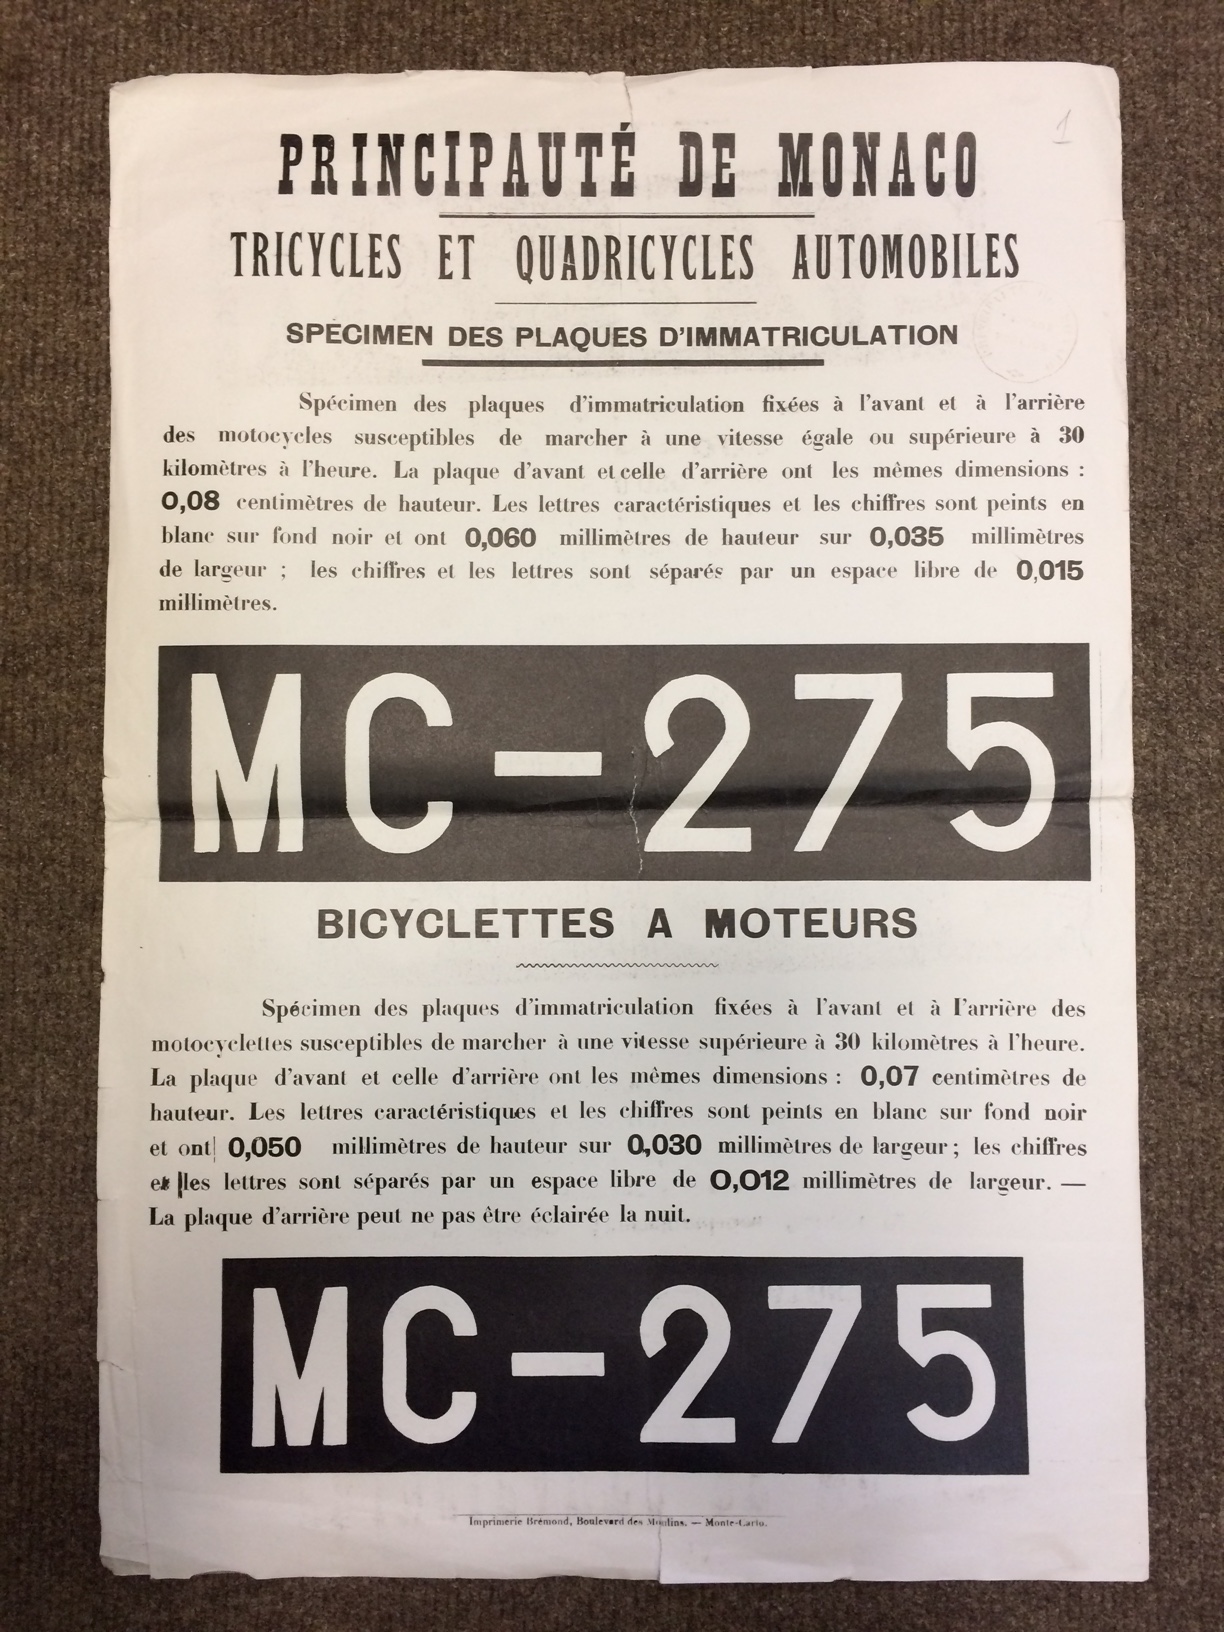 1
PRINCIPAUTÉ DE MONACO
TRICYCLES ET QUADRICYCLES AUTOMOBILES
SPECIMEN DES PLAQUES D'IMMATRICULATION
Spécimen des plaques d'immatriculation fixées à l'avant et à l'arrière
des motocycles susceptibles de marcher à une vitesse égale ou supérieure à 30
kilomètres à l'heure. La plaque d'avant et celle d'arrière ont les mêmes dimensions :
0,08 centimètres de hauteur. Les lettres caractéristiques et les chiffres sont peints en
blanc sur fond noir et ont 0,060 millimètres de hauteur sur 0,035 millimètres
de largeur ; les chiffres et les lettres sont séparés par un espace libre de 0,015
millimètres.
MC-275
BICYCLETTES A MOTEURS
Spécimen des plaques d'immatriculation fixées à l'avant et à l'arrière des
motocyclettes susceptibles de marcher à une vitesse supérieure à 30 kilomètres à l'heure.
La plaque d'avant et celle d'arrière ont les mêmes dimensions : 0,07 centimètres de
hauteur. Les lettres caractéristiques et les chiffres sont peints en blanc sur fond noir
et ont 0,050 millimètres de hauteur sur 0,030 millimètres de largeur ; les chiffres
et les lettres sont séparés par un espace libre de 0,012 millimètres de largeur. —
La plaque d'arrière peut ne pas être éclairée la nuit.
MC-275
Imprimerie Brémond, Boulevard des Moulins. — Monte-Carlo.